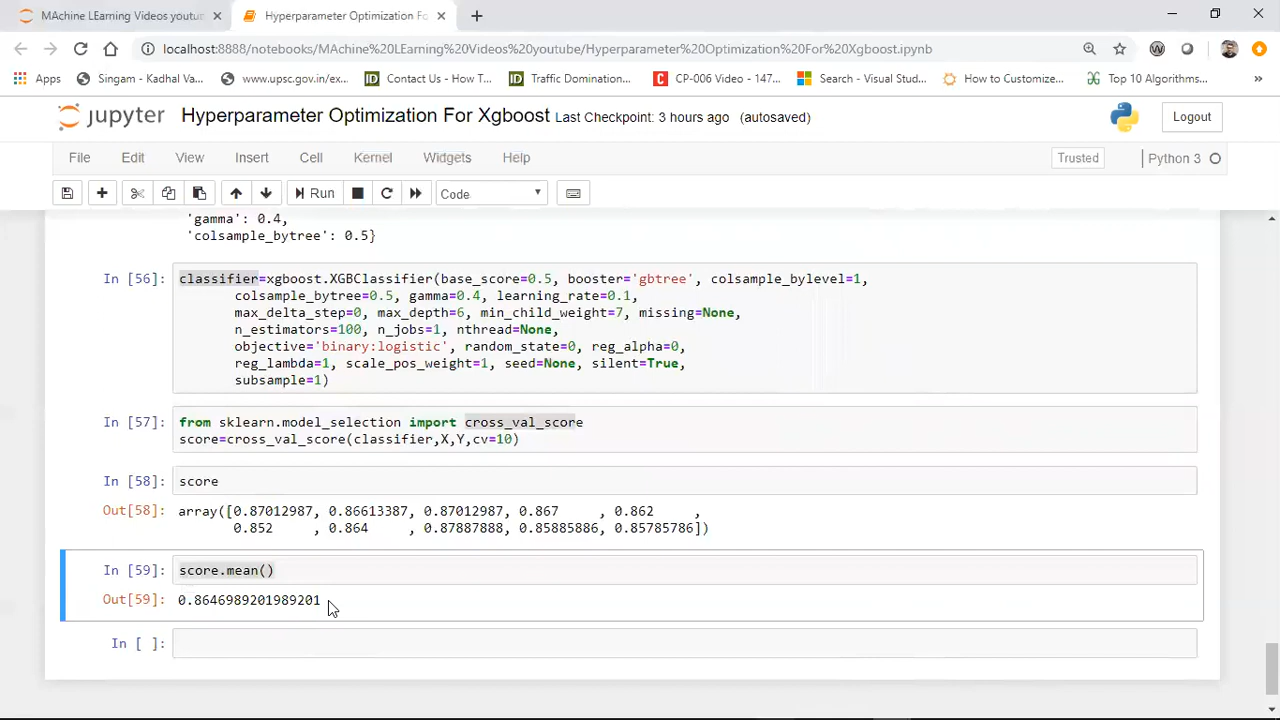 MAchine LEarning Videos youtub
Hyperparameter Optimization Fo
localhost:8888/notebooks/MAchine%20LEarning%20Videos%20youtube/Hyperparameter%20Optimization%20For%20Xgboost.ipynb
Apps
Singam - Kadhal Va...
www.upsc.gov.in/ex...
Contact Us - How T...
Traffic Domination...
CP-006 Video - 147...
Search - Visual Stud...
How to Customize...
Top 10 Algorithms...
»
jupyter Hyperparameter Optimization For Xgboost Last Checkpoint: 3 hours ago (autosaved)
Logout
File Edit View Insert Cell Kernel Widgets Help
Trusted
Python 3
Run
Code
'gamma': 0.4,
'colsample_bytree': 0.5}
In [56]: classifier=xgboost.XGBClassifier(base_score=0.5, booster='gbtree', colsample_bylevel=1,
colsample_bytree=0.5, gamma=0.4, learning_rate=0.1,
max_delta_step=0, max_depth=6, min_child_weight=7, missing=None,
n_estimators=100, n_jobs=1, nthread=None,
objective='binary:logistic', random_state=0, reg_alpha=0,
reg_lambda=1, scale_pos_weight=1, seed=None, silent=True,
subsample=1)
In [57]: from sklearn.model_selection import cross_val_score
score=cross_val_score(classifier,X,Y,cv=10)
In [58]: score
Out[58]: array([0.87012987, 0.86613387, 0.87012987, 0.867     , 0.862     ,
0.852     , 0.864     , 0.87887888, 0.85885886, 0.85785786])
In [59]: score.mean()
Out[59]: 0.8646989201989201
In [ ]: